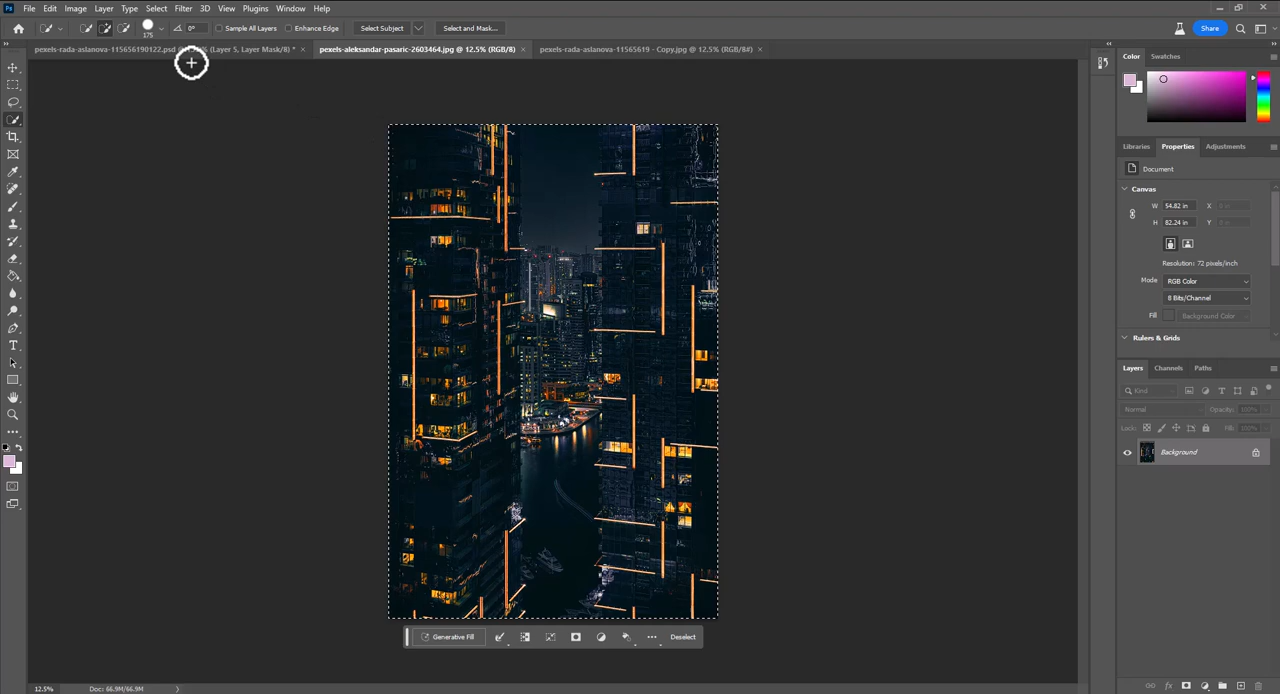 Ps File Edit Image Layer Type Select Filter 3D View Plugins Window Help
175 0° Sample All Layers Enhance Edge Select Subject Select and Mask... Share
pexels-rada-aslanova-115656190122.psd (Layer 5, Layer Mask/8) * × pexels-aleksandar-pasaric-2603464.jpg @ 12.5% (RGB/8) × pexels-rada-aslanova-11565619 - Copy.jpg @ 12.5% (RGB/8#) ×
Color Swatches
Libraries Properties Adjustments
Document
Canvas
W 54.82 in X
H 82.24 in Y
Resolution: 72 pixels/inch
Mode RGB Color
8 Bits/Channel
Fill Background Color
Rulers & Grids
Layers Channels Paths
Kind
Normal Opacity: 100%
Lock: Fill: 100%
Background
Generative Fill ... Deselect
12.5% Doc: 66.9M/66.9M